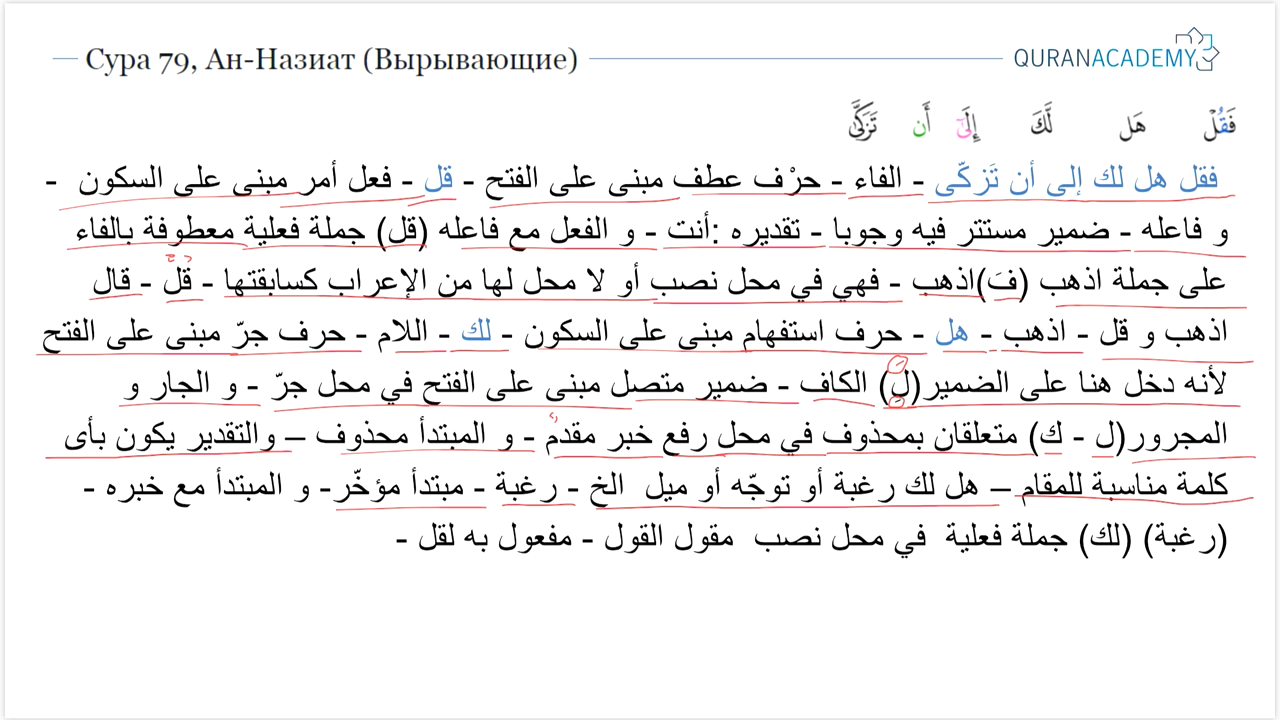 Сура 79, Ан-Назиат (Вырывающие)
QURANACADEMY
فَقُلۡ هَل لَّكَ إِلَىٰٓ أَن تَزَكَّىٰ
فقل هل لك إلى أن تَزكّى - الفاء - حرْف عطف مبنى على الفتح - قل - فعل أمر مبنى على السكون -
و فاعله - ضمير مستتر فيه وجوبا - تقديره :أنت - و الفعل مع فاعله (قل) جملة فعلية معطوفة بالفاء
على جملة اذهب (فَ)اذهب - فهي في محل نصب أو لا محل لها من الإعراب كسابقتها - قل - قال
اذهب و قل - اذهب - هل - حرف استفهام مبنى على السكون - لك - اللام - حرف جرّ مبنى على الفتح
لأنه دخل هنا على الضمير(ل) الكاف - ضمير متصل مبنى على الفتح في محل جرّ - و الجار و
المجرور(ل - ك) متعلقان بمحذوف في محل رفع خبر مقدم - و المبتدأ محذوف – والتقدير يكون بأى
كلمة مناسبة للمقام – هل لك رغبة أو توجّه أو ميل الخ - رغبة - مبتدأ مؤخّر- و المبتدأ مع خبره -
(رغبة) (لك) جملة فعلية في محل نصب مقول القول - مفعول به لقل -